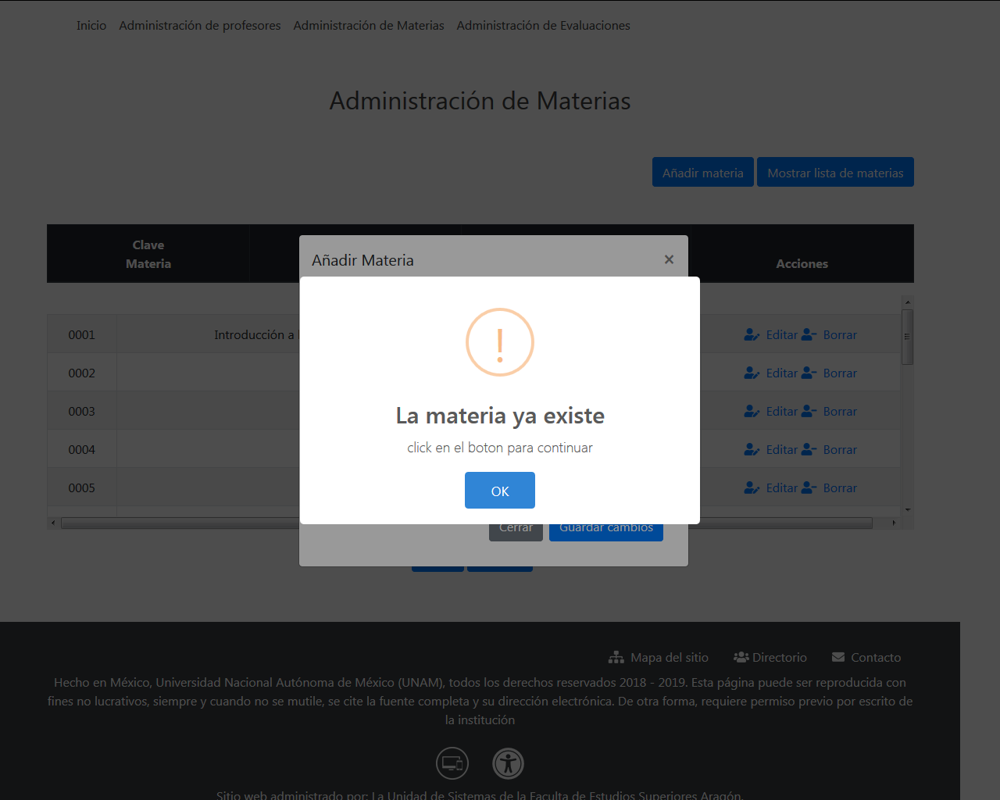 Inicio Administración de profesores Administración de Materias Administración de Evaluaciones
Administración de Materias
Añadir materia Mostrar lista de materias
Clave
Materia Acciones
Añadir Materia ×
!
La materia ya existe
click en el boton para continuar
OK
0001 Introducción a Editar Borrar
0002 Editar Borrar
0003 Editar Borrar
0004 Editar Borrar
0005 Editar Borrar
Cerrar Guardar cambios
Mapa del sitio Directorio Contacto
Hecho en México, Universidad Nacional Autónoma de México (UNAM), todos los derechos reservados 2018 - 2019. Esta página puede ser reproducida con
fines no lucrativos, siempre y cuando no se mutile, se cite la fuente completa y su dirección electrónica. De otra forma, requiere permiso previo por escrito de
la institución
Sitio web administrado por: La Unidad de Sistemas de la Faculta de Estudios Superiores Aragón.